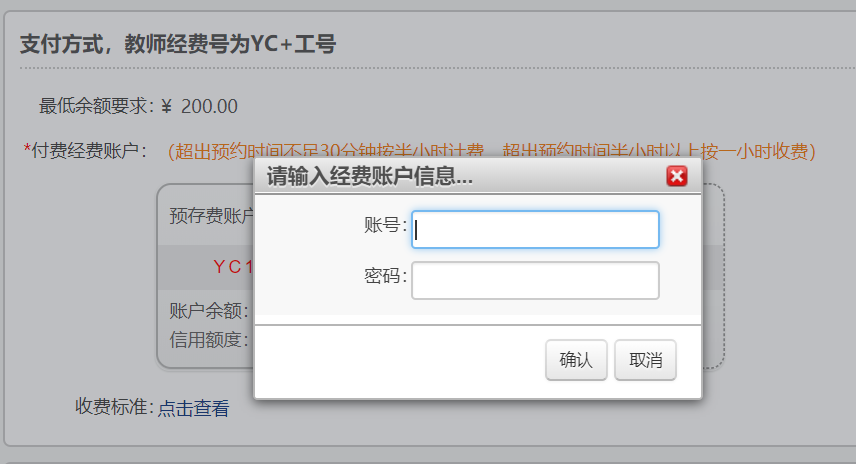 支付方式，教师经费号为YC+工号
最低余额要求：¥ 200.00
*付费经费账户：（超出预约时间不足30分钟按半小时计费，超出预约时间半小时以上按一小时收费）
请输入经费账户信息...
预存费账户
账号：
YC1
密码：
账户余额：
信用额度：
确认 取消
收费标准：点击查看